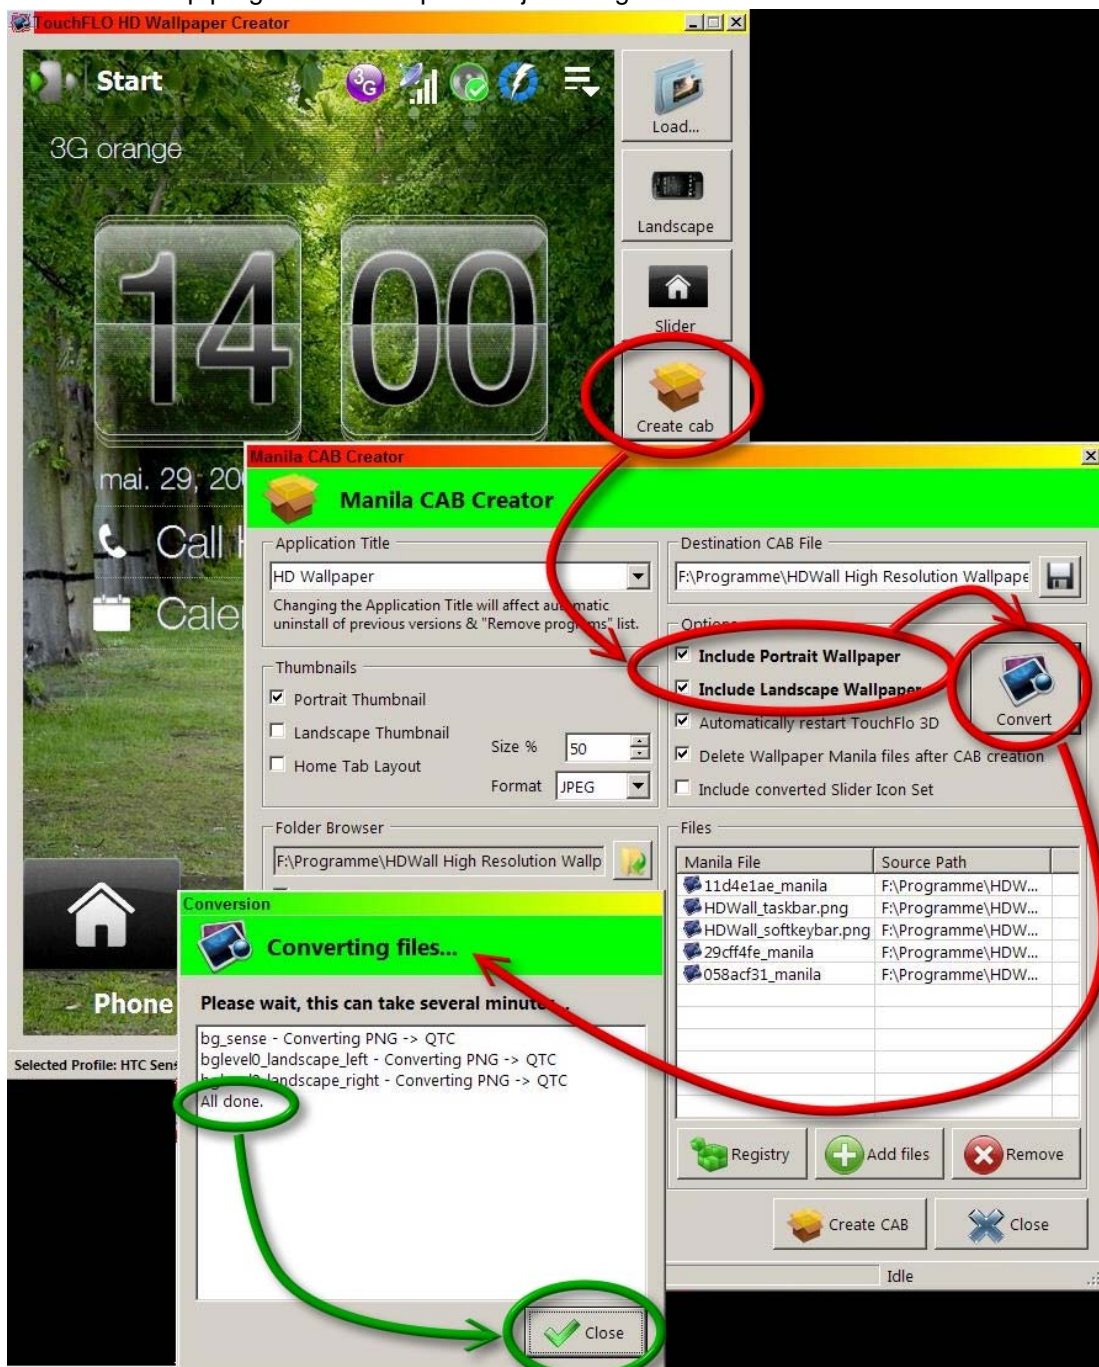 TouchFLO HD Wallpaper Creator
Start
3G
3G orange
Load...
Landscape
Slider
Create cab
14 00
mai. 29, 20
Call
Cale
Phone
Selected Profile: HTC Sens
Manila CAB Creator
Manila CAB Creator
Application Title
HD Wallpaper
Changing the Application Title will affect automatic
uninstall of previous versions & "Remove programs" list.
Thumbnails
Portrait Thumbnail
Landscape Thumbnail
Home Tab Layout
Size %
50
Format
JPEG
Folder Browser
F:\Programme\HDWall High Resolution Wallp
Destination CAB File
F:\Programme\HDWall High Resolution Wallpape
Options
Include Portrait Wallpaper
Include Landscape Wallpaper
Automatically restart TouchFlo 3D
Delete Wallpaper Manila files after CAB creation
Include converted Slider Icon Set
Convert
Files
Manila File Source Path
11d4e1ae_manila F:\Programme\HDW...
HDWall_taskbar.png F:\Programme\HDW...
HDWall_softkeybar.png F:\Programme\HDW...
29cff4fe_manila F:\Programme\HDW...
058acf31_manila F:\Programme\HDW...
Registry
Add files
Remove
Create CAB
Close
Idle
Conversion
Converting files...
Please wait, this can take several minutes...
bg_sense - Converting PNG -> QTC
bglevel0_landscape_left - Converting PNG -> QTC
bglevel0_landscape_right - Converting PNG -> QTC
All done.
Close